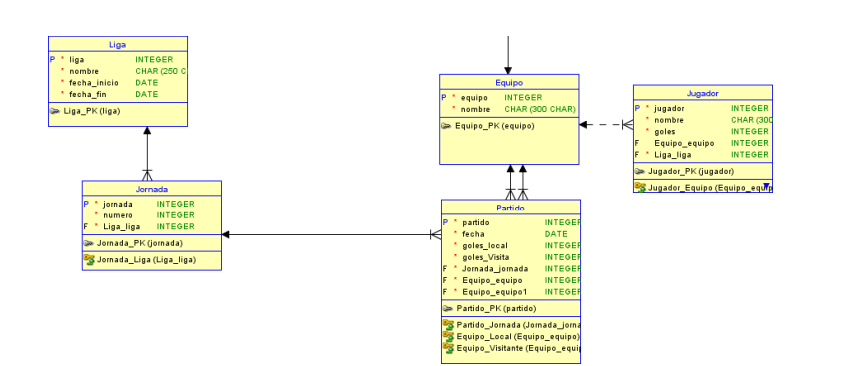 Liga
P * liga INTEGER
* nombre CHAR (250 C
* fecha_inicio DATE
* fecha_fin DATE
Liga_PK (liga)
Equipo
P * equipo INTEGER
* nombre CHAR (300 CHAR)
Equipo_PK (equipo)
Jugador
P * jugador INTEGER
* nombre CHAR (300
* goles INTEGER
F Equipo_equipo INTEGER
F * Liga_liga INTEGER
Jugador_PK (jugador)
Jugador_Equipo (Equipo_equip
Jornada
P * jornada INTEGER
* numero INTEGER
F * Liga_liga INTEGER
Jornada_PK (jornada)
Jornada_Liga (Liga_liga)
Partido
P * partido INTEGER
* fecha DATE
* goles_local INTEGER
* goles_Visita INTEGER
F * Jornada_jornada INTEGER
F * Equipo_equipo INTEGER
F * Equipo_equipo1 INTEGER
Partido_PK (partido)
Partido_Jornada (Jornada_jorna
Equipo_Local (Equipo_equipo)
Equipo_Visitante (Equipo_equip